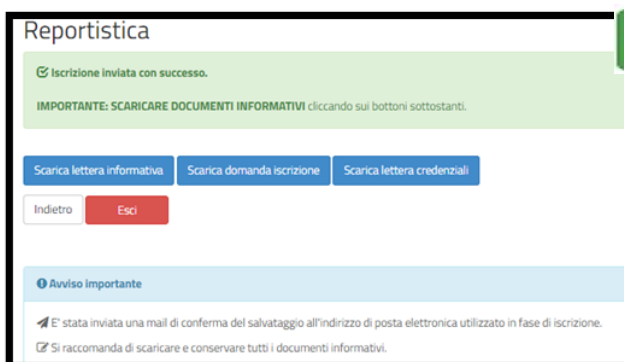 Reportistica
Iscrizione inviata con successo.
IMPORTANTE: SCARICARE DOCUMENTI INFORMATIVI cliccando sui bottoni sottostanti.
Scarica lettera informativa Scarica domanda iscrizione Scarica lettera credenziali
Indietro Esci
Avviso importante
E' stata inviata una mail di conferma del salvataggio all'indirizzo di posta elettronica utilizzato in fase di iscrizione.
Si raccomanda di scaricare e conservare tutti i documenti informativi.